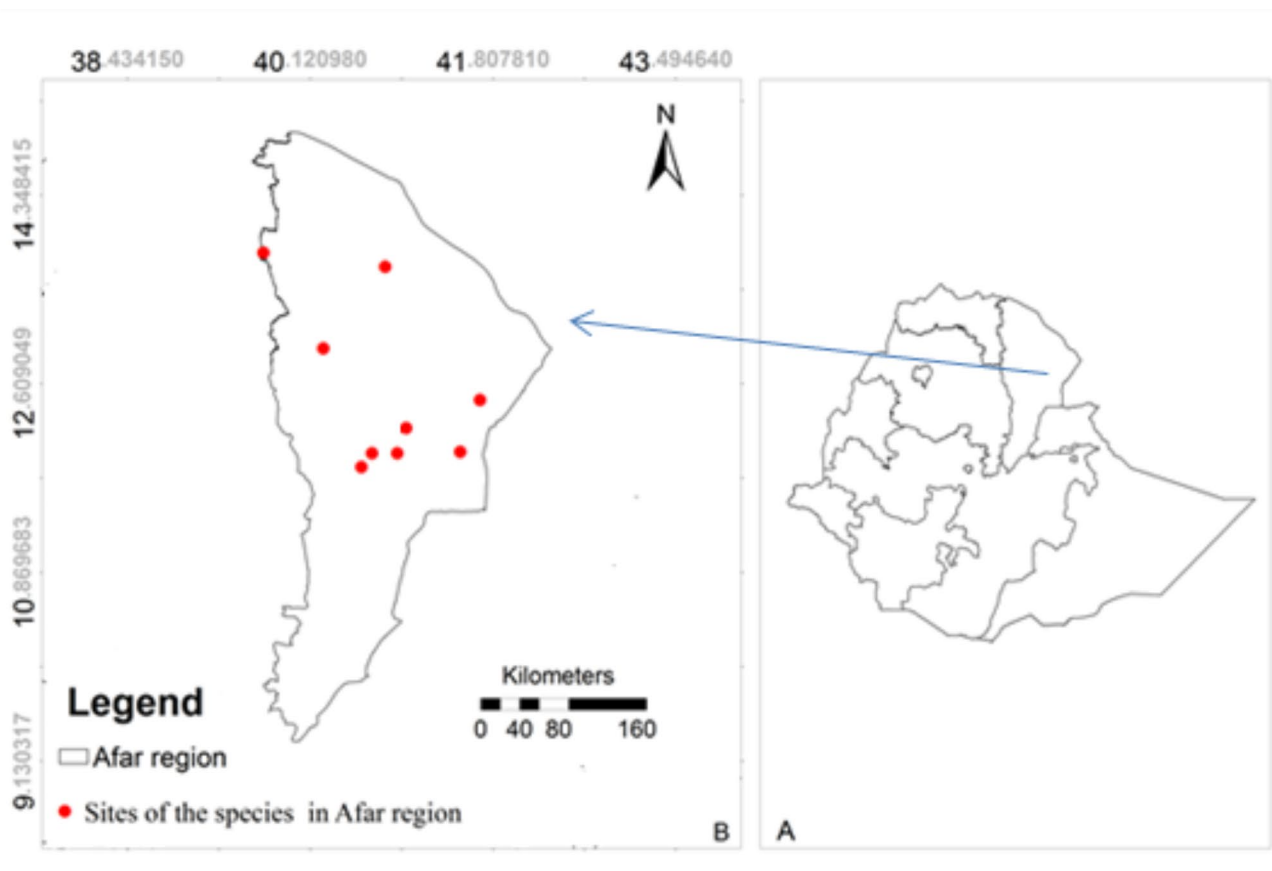 38.434150 40.120980 41.807810 43.494640
14.348415
12.609049
10.869683
9.130317
N
Kilometers
0 40 80 160
Legend
Afar region
Sites of the species in Afar region
B
A